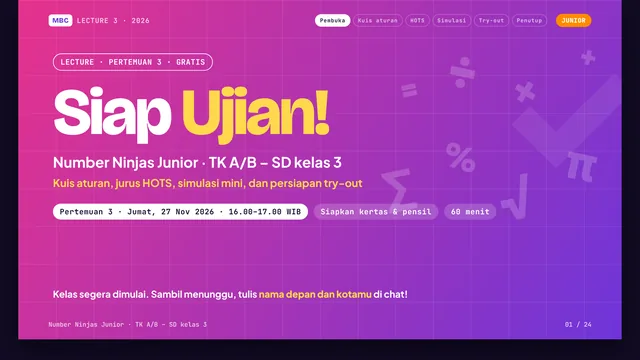 MBC LECTURE 3 · 2026
Pembuka Kuis aturan HOTS Simulasi Try-out Penutup JUNIOR
LECTURE · PERTEMUAN 3 · GRATIS
Siap Ujian!
Number Ninjas Junior · TK A/B – SD kelas 3
Kuis aturan, jurus HOTS, simulasi mini, dan persiapan try-out
Pertemuan 3 · Jumat, 27 Nov 2026 · 16.00–17.00 WIB Siapkan kertas & pensil 60 menit
= ÷ × × % π Σ √
Kelas segera dimulai. Sambil menunggu, tulis nama depan dan kotamu di chat!
Number Ninjas Junior · TK A/B – SD kelas 3 01 / 24